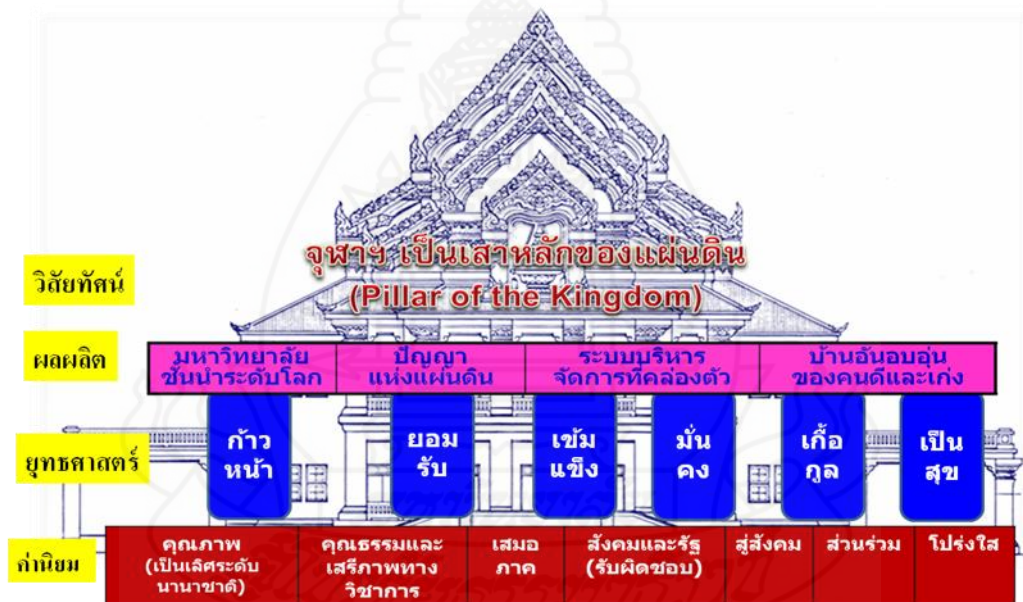 จุฬาฯ เป็นเสาหลักของแผ่นดิน
(Pillar of the Kingdom)
วิสัยทัศน์
ผลผลิต
มหาวิทยาลัย
ชั้นนำระดับโลก
ปัญญา
แห่งแผ่นดิน
ระบบบริหาร
จัดการที่คล่องตัว
บ้านอันอบอุ่น
ของคนดีและเก่ง
ยุทธศาสตร์
ก้าว
หน้า
ยอม
รับ
เข้ม
แข็ง
มั่น
คง
เกื้อ
กูล
เป็น
สุข
ค่านิยม
คุณภาพ
(เป็นเลิศระดับ
นานาชาติ)
คุณธรรมและ
เสรีภาพทาง
วิชาการ
เสมอ
ภาค
สังคมและรัฐ
(รับผิดชอบ)
สู่สังคม
ส่วนร่วม
โปร่งใส